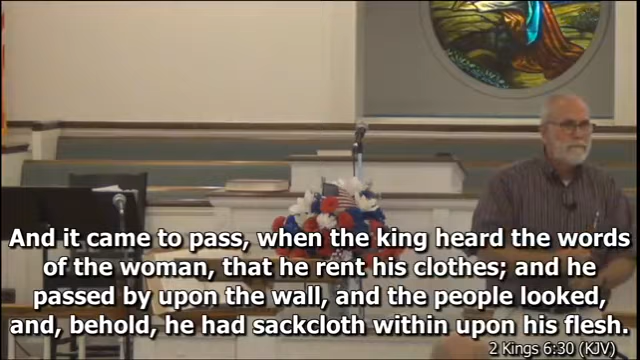 And it came to pass, when the king heard the words
of the woman, that he rent his clothes; and he
passed by upon the wall, and the people looked,
and, behold, he had sackcloth within upon his flesh.
2 Kings 6:30 (KJV)